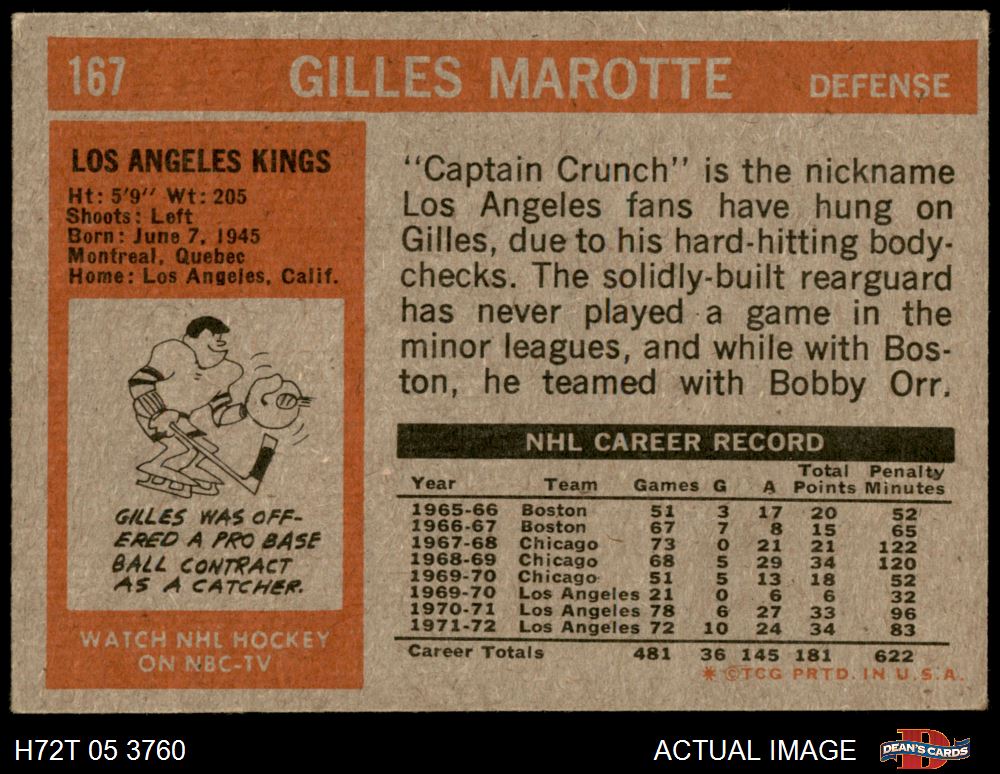 167 GILLES MAROTTE DEFENSE
LOS ANGELES KINGS
Ht: 5'9'' Wt: 205
Shoots: Left
Born: June 7, 1945
Montreal, Quebec
Home: Los Angeles, Calif.
GILLES WAS OFF-
ERED A PRO BASE
BALL CONTRACT
AS A CATCHER.
WATCH NHL HOCKEY
ON NBC-TV
''Captain Crunch'' is the nickname
Los Angeles fans have hung on
Gilles, due to his hard-hitting body-
checks. The solidly-built rearguard
has never played a game in the
minor leagues, and while with Bos-
ton, he teamed with Bobby Orr.
NHL CAREER RECORD
Total Penalty
Year Team Games G A Points Minutes
1965-66 Boston 51 3 17 20 52
1966-67 Boston 67 7 8 15 65
1967-68 Chicago 73 0 21 21 122
1968-69 Chicago 68 5 29 34 120
1969-70 Chicago 51 5 13 18 52
1969-70 Los Angeles 21 0 6 6 32
1970-71 Los Angeles 78 6 27 33 96
1971-72 Los Angeles 72 10 24 34 83
Career Totals 481 36 145 181 622
* ©TCG PRTD. IN U.S.A.
H72T 05 3760 ACTUAL IMAGE DEAN'S CARDS